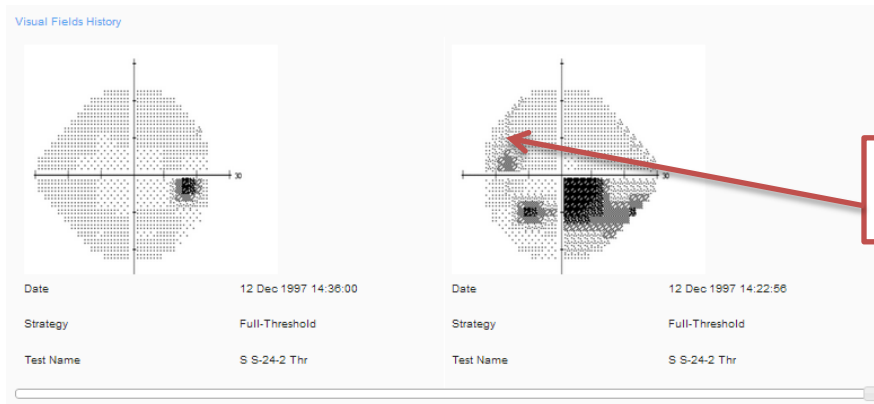 Visual Fields History
30
30
Date 12 Dec 1997 14:36:00 Date 12 Dec 1997 14:22:56
Strategy Full-Threshold Strategy Full-Threshold
Test Name S S-24-2 Thr Test Name S S-24-2 Thr